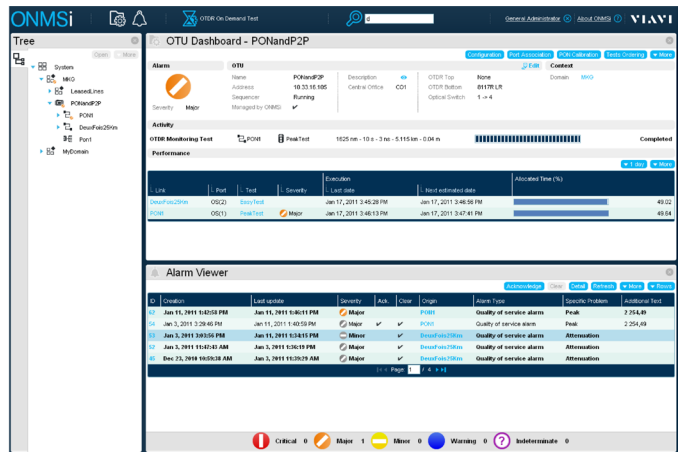 ONMSi OTDR On Demand Test d General Administrator About ONMSi VIAVI
Tree
Open More
System
MKG
LeasedLines
PONandP2P
PON1
DeuxFois25Km
Pon1
MyDomain
OTU Dashboard - PONandP2P
Configuration Port Association PON Calibration Tests Ordering More
Alarm OTU Edit Context
Name PONandP2P Description OTDR Top None Domain MKG
Address 10.33.16.105 Central Office CO1 OTDR Bottom 8117R LR
Sequencer Running Optical Switch 1 -> 4
Severity Major Managed by ONMSi
Activity
OTDR Monitoring Test PON1 PeakTest 1625 nm - 10 s - 3 ns - 5.115 km - 0.04 m Completed
Performance
1 day More
Execution Allocated Time (%)
Link Port Test Severity Last date Next estimated date
DeuxFois25Km OS(2) EasyTest Jan 17, 2011 3:45:28 PM Jan 17, 2011 3:46:56 PM 49.02
PON1 OS(1) PeakTest Major Jan 17, 2011 3:46:13 PM Jan 17, 2011 3:47:41 PM 49.64
Alarm Viewer
Acknowledge Clear Detail Refresh More Rows
ID Creation Last update Severity Ack. Clear Origin Alarm Type Specific Problem Additional Text
67 Jan 11, 2011 1:42:58 PM Jan 11, 2011 1:46:11 PM Major PON1 Quality of service alarm Peak 2 254,49
54 Jan 3, 2011 3:29:46 PM Jan 11, 2011 1:40:59 PM Major PON1 Quality of service alarm Peak 2 254,49
53 Jan 3, 2011 3:03:56 PM Jan 11, 2011 1:34:15 PM Minor DeuxFois25Km Quality of service alarm Attenuation
52 Jan 3, 2011 11:47:43 AM Jan 3, 2011 1:36:19 PM Major DeuxFois25Km Quality of service alarm Attenuation
45 Dec 23, 2010 10:59:38 AM Jan 3, 2011 11:39:29 AM Major DeuxFois25Km Quality of service alarm Attenuation
Page: 1 / 4
Critical 0 Major 1 Minor 0 Warning 0 Indeterminate 0